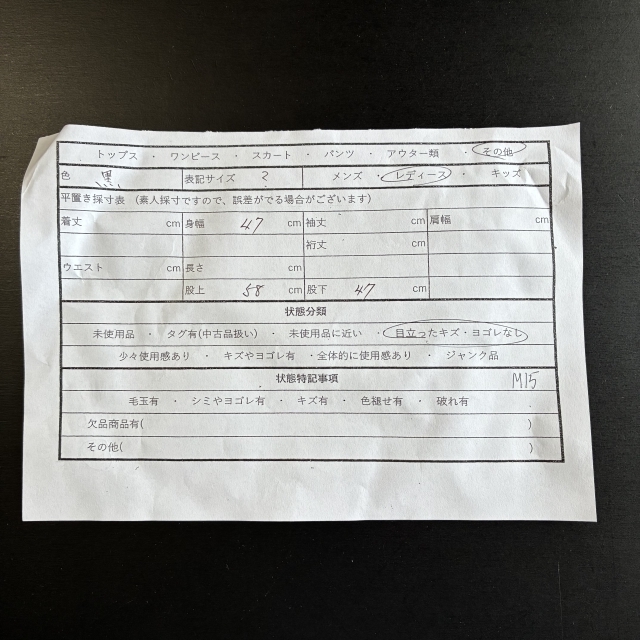 トップス ・ ワンピース ・ スカート ・ パンツ ・ アウター類 ・ その他
色 黒 表記サイズ 2 メンズ ・ レディース ・ キッズ
平置き採寸表 （素人採寸ですので、誤差がでる場合がございます）
着丈 cm 身幅 47 cm 袖丈 cm 肩幅 cm
裄丈 cm
ウエスト cm 長さ cm
股上 58 cm 股下 47 cm
状態分類
未使用品 ・ タグ有(中古品扱い) ・ 未使用品に近い ・ 目立ったキズ・ヨゴレなし
少々使用感あり ・ キズやヨゴレ有 ・全体的に使用感あり ・ ジャンク品
状態特記事項 M15
毛玉有 ・ シミやヨゴレ有 ・ キズ有 ・ 色褪せ有 ・ 破れ有
欠品商品有( )
その他( )